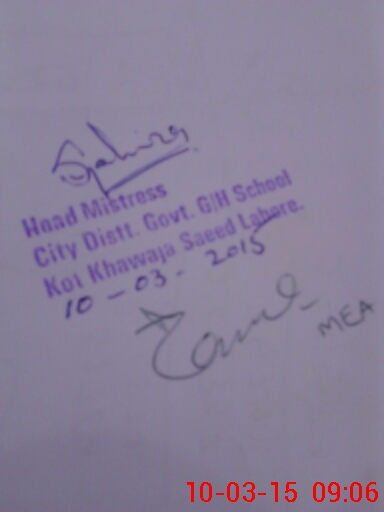 Head Mistress
City Distt. Govt. G/H School
Kot Khawaja Saeed Lahore.
10-03-2015
MEA
10-03-15 09:06